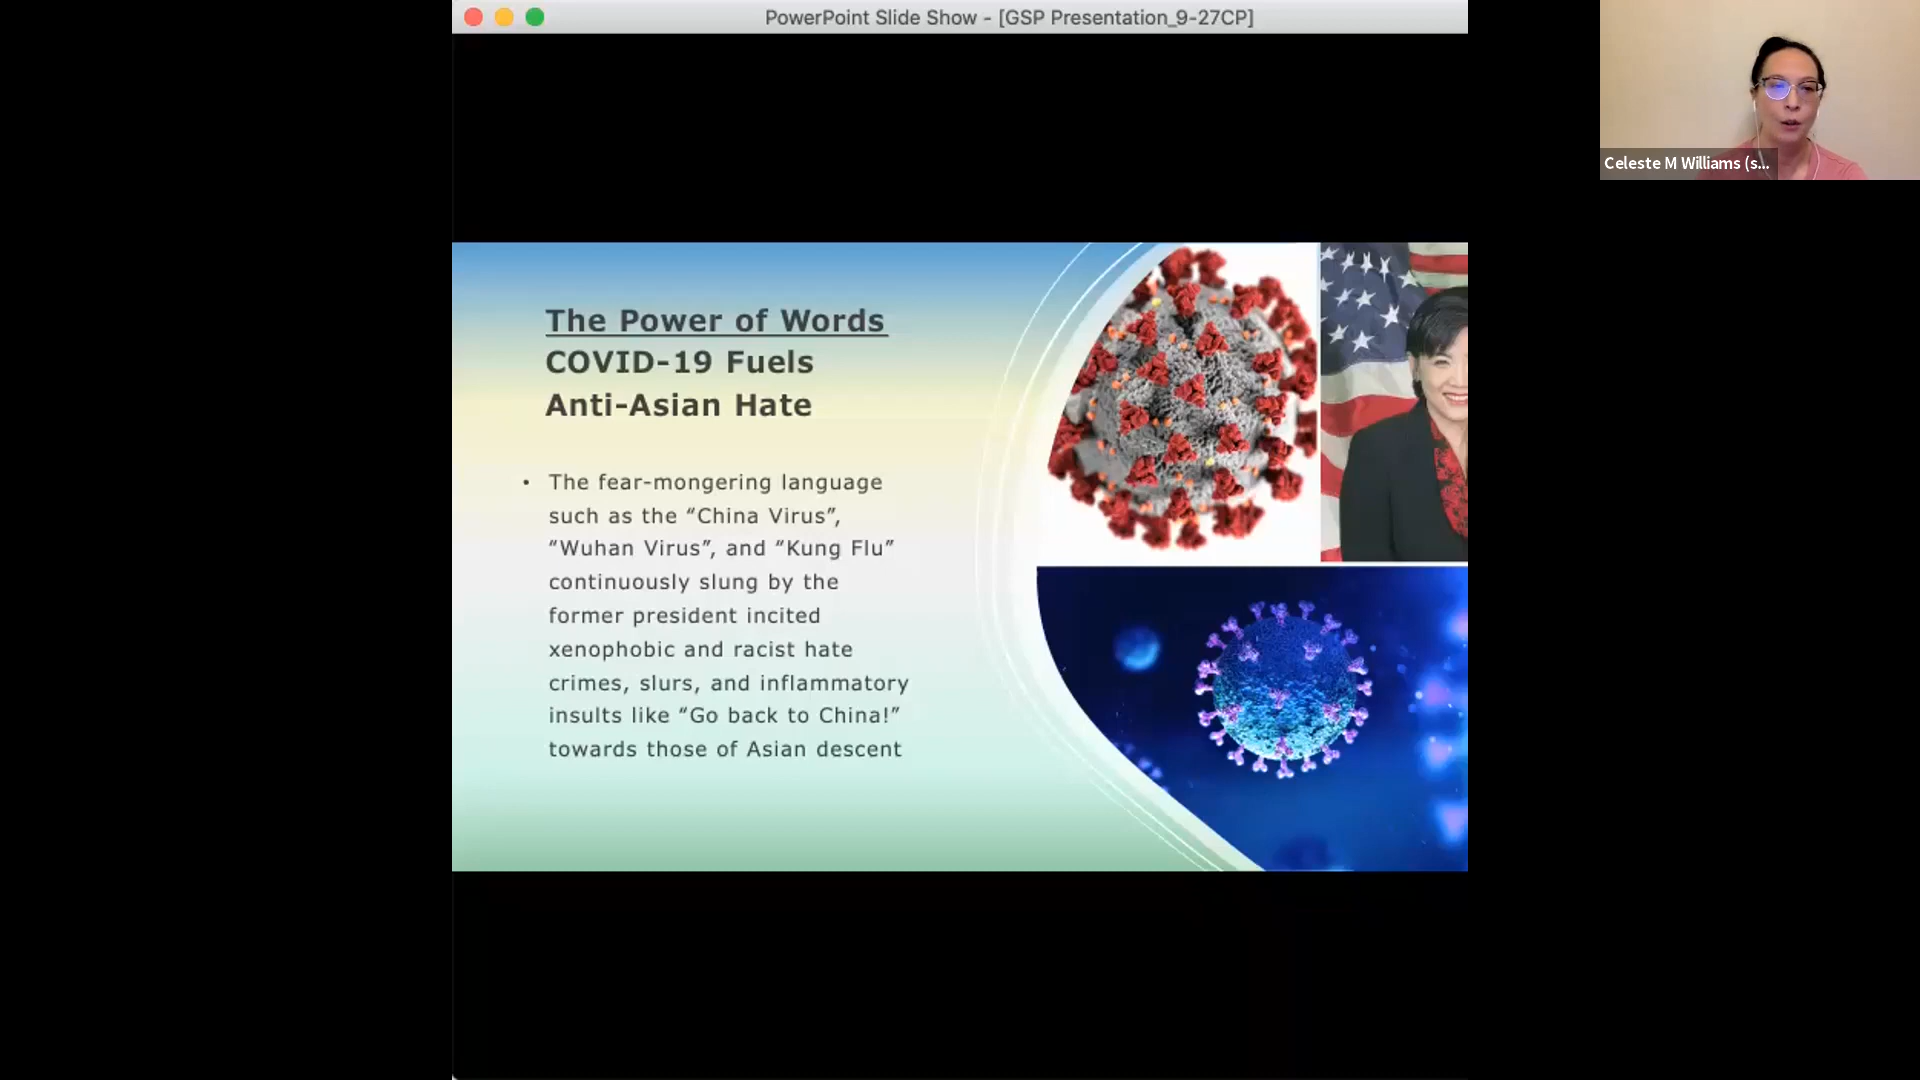 PowerPoint Slide Show - [GSP Presentation_9-27CP]
Celeste M Williams (s...
The Power of Words
COVID-19 Fuels
Anti-Asian Hate
• The fear-mongering language
such as the “China Virus”,
“Wuhan Virus”, and “Kung Flu”
continuously slung by the
former president incited
xenophobic and racist hate
crimes, slurs, and inflammatory
insults like “Go back to China!”
towards those of Asian descent